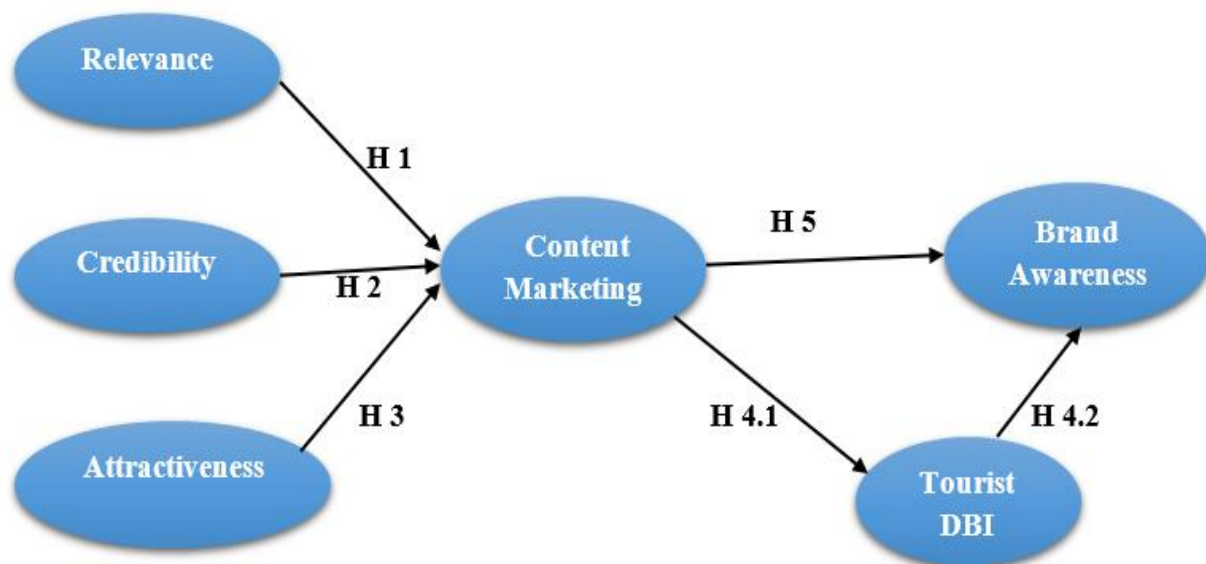 Relevance
H 1
Credibility
H 2
Attractiveness
H 3
Content
Marketing
H 5
Brand
Awareness
H 4.1
H 4.2
Tourist
DBI